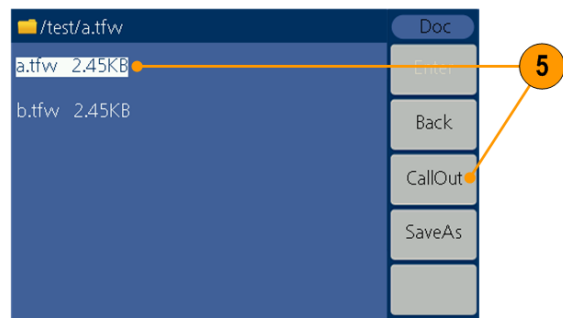 /test/a.tfw
Doc
a.tfw 2.45KB
Enter
5
b.tfw 2.45KB
Back
CallOut
SaveAs